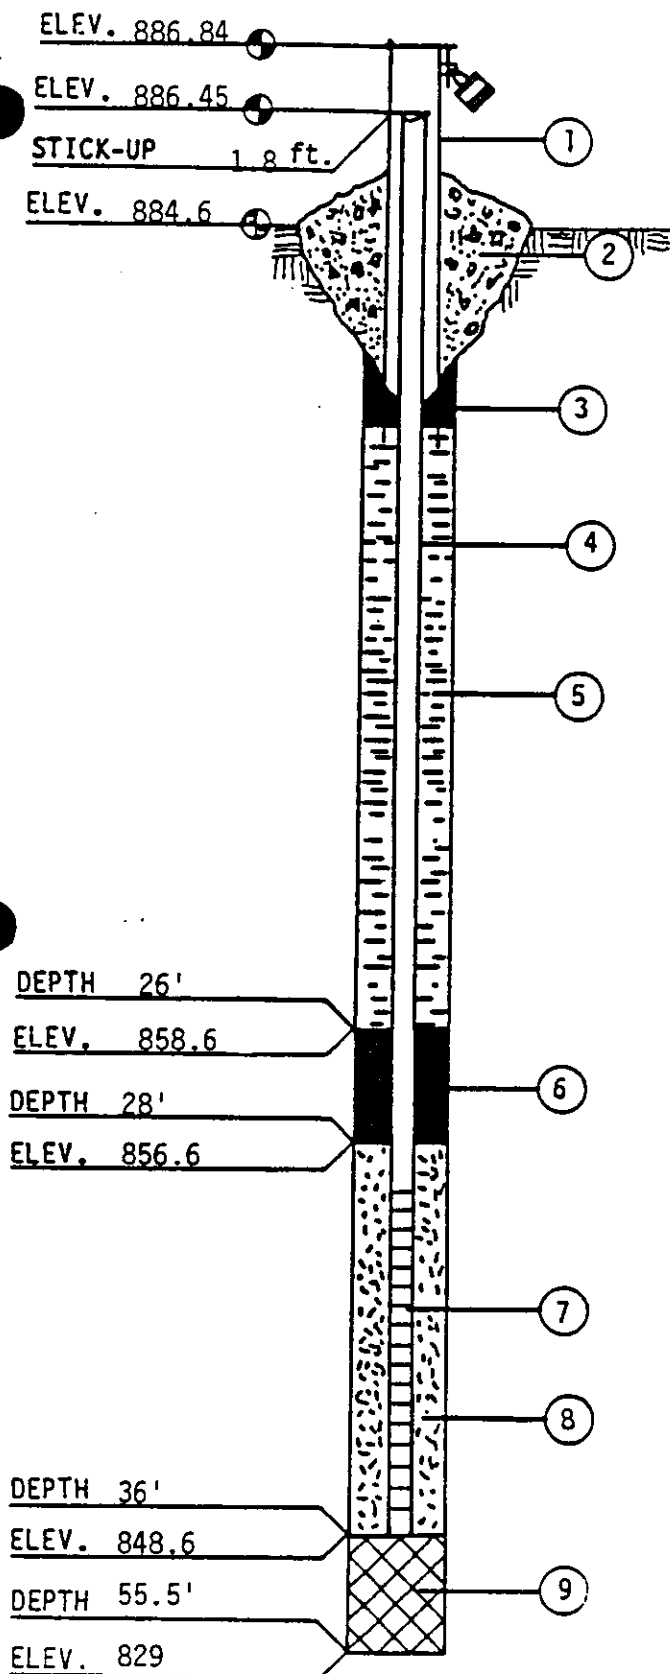 ELEV. 886.84
ELEV. 886.45
1
STICK-UP 1.8 ft.
ELEV. 884.6
2
3
4
5
DEPTH 26'
ELEV. 858.6
6
DEPTH 28'
ELEV. 856.6
7
8
DEPTH 36'
ELEV. 848.6
9
DEPTH 55.5'
ELEV. 829